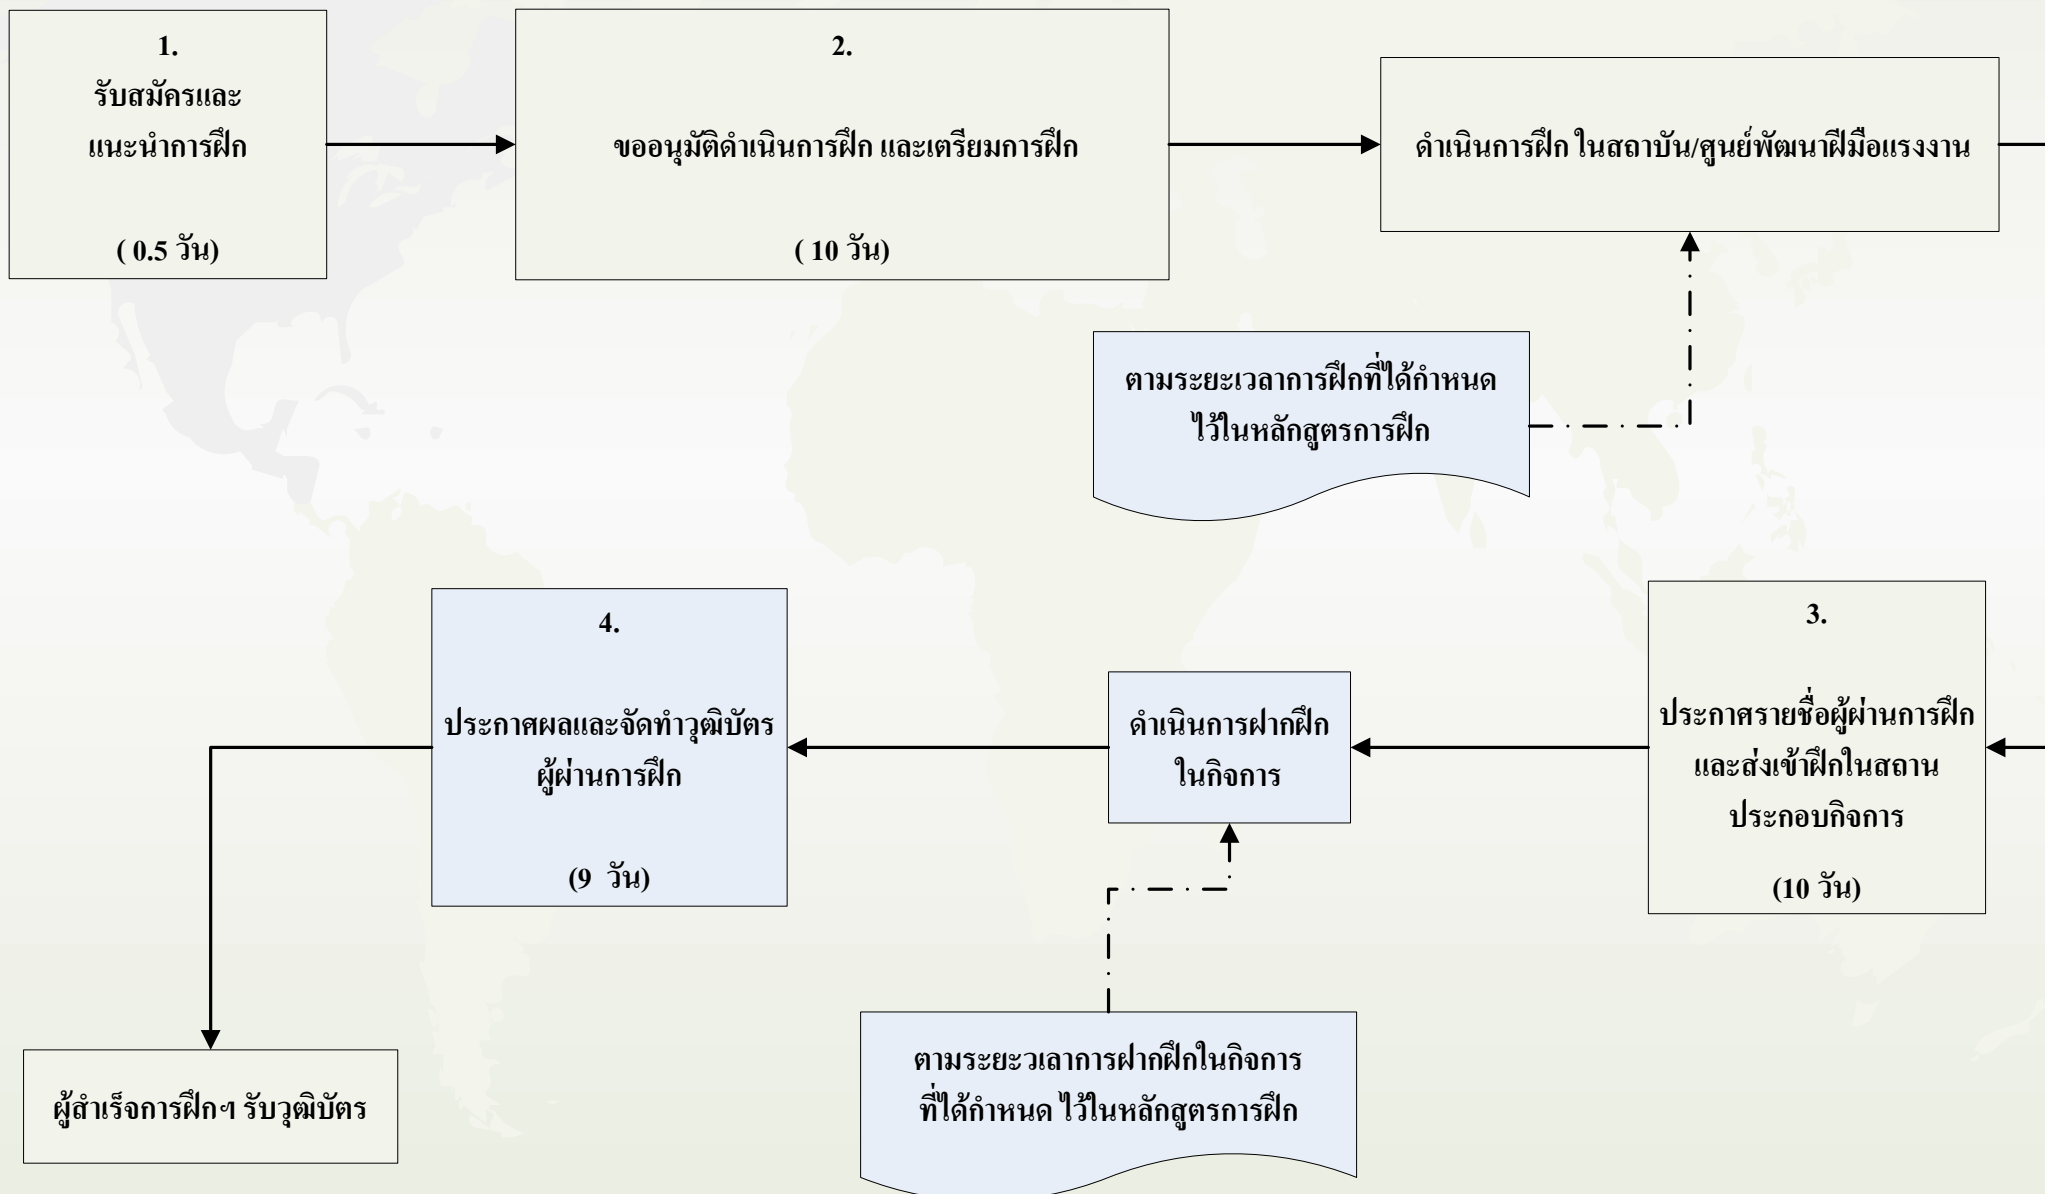 1.
รับสมัครและ
แนะนำการฝึก
( 0.5 วัน)
2.
ขออนุมัติดำเนินการฝึก และเตรียมการฝึก
( 10 วัน)
ดำเนินการฝึก ในสถาบัน/ศูนย์พัฒนาฝีมือแรงงาน
ตามระยะเวลาการฝึกที่ได้กำหนด
ไว้ในหลักสูตรการฝึก
3.
ประกาศรายชื่อผู้ผ่านการฝึก
และส่งเข้าฝึกในสถาน
ประกอบกิจการ
(10 วัน)
ดำเนินการฝากฝึก
ในกิจการ
ตามระยะวเลาการฝากฝึกในกิจการ
ที่ได้กำหนด ไว้ในหลักสูตรการฝึก
4.
ประกาศผลและจัดทำวุฒิบัตร
ผู้ผ่านการฝึก
(9 วัน)
ผู้สำเร็จการฝึกฯ รับวุฒิบัตร